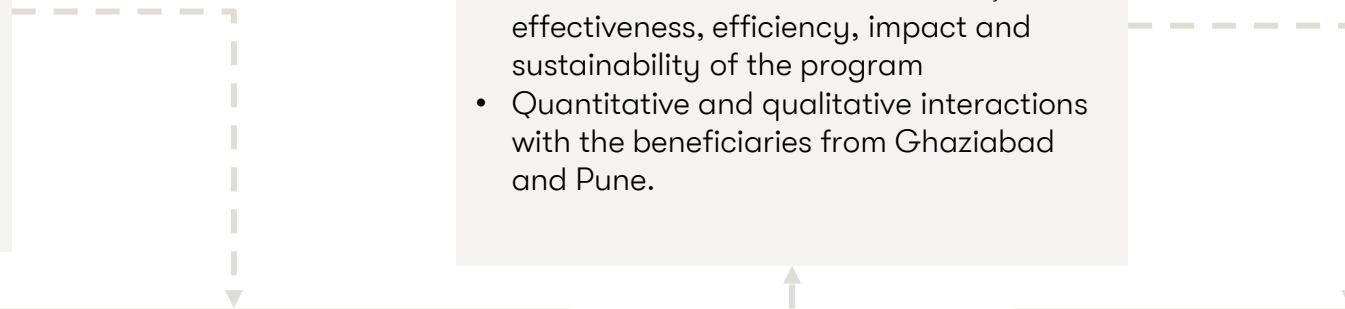 effectiveness, efficiency, impact and
sustainability of the program
• Quantitative and qualitative interactions
with the beneficiaries from Ghaziabad
and Pune.